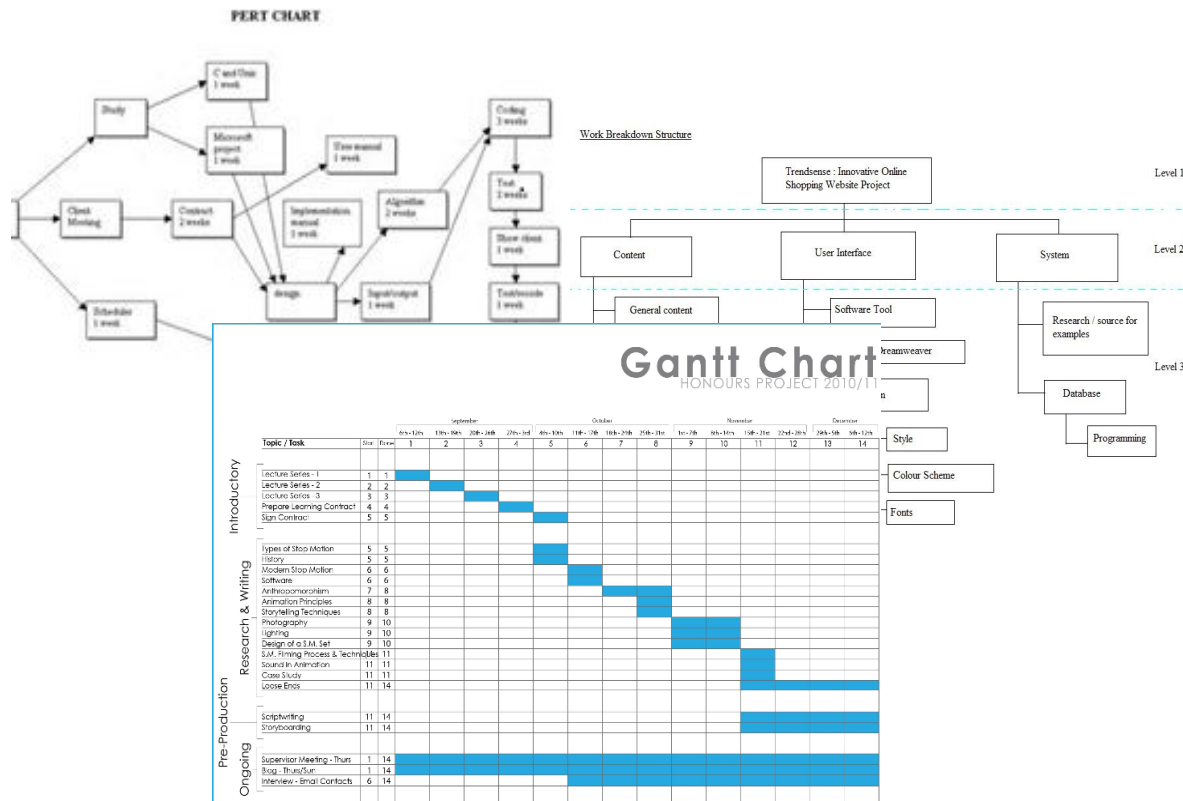 PERT CHART
C and Unix
1 week
Study
Microsoft
project
1 week
User manual
1 week
Coding
3 weeks
Client
Meeting
Contract
2 weeks
Implementation
manual
1 week
Algorithm
2 weeks
Test
2 weeks
Show client
1 week
design
Input/output
1 week
Test/recode
1 week
Scheduler
1 week
Work Breakdown Structure
Trendsense : Innovative Online
Shopping Website Project
Level 1
Content
User Interface
System
Level 2
General content
Software Tool
Research / source for
examples
Dreamweaver
Level 3
Database
Style
Programming
Colour Scheme
Fonts
Gantt Chart
HONOURS PROJECT 2010/11
September October November December
6th - 12th 13th - 19th 20th - 26th 27th - 3rd 4th - 10th 11th - 17th 18th - 24th 25th - 31st 1st - 7th 8th - 14th 15th - 21st 22nd - 28th 29th - 5th 6th - 12th
Topic / Task Start Done 1 2 3 4 5 6 7 8 9 10 11 12 13 14
Introductory
Lecture Series - 1 1 1
Lecture Series - 2 2 2
Lecture Series - 3 3 3
Prepare Learning Contract 4 4
Sign Contract 5 5
Pre-Production
Research & Writing
Types of Stop Motion 5 5
History 5 5
Modern Stop Motion 6 6
Software 6 6
Anthropomorphism 7 8
Animation Principles 8 8
Storytelling Techniques 8 8
Photography 9 10
Lighting 9 10
Design of a S.M. Set 9 10
S.M. Filming Process & Techniques 11
Sound in Animation 11 11
Case Study 11 11
Loose Ends 11 14
Scriptwriting 11 14
Storyboarding 11 14
Ongoing
Supervisor Meeting - Thurs 1 14
Blog - Thurs/Sun 1 14
Interview - Email Contacts 6 14